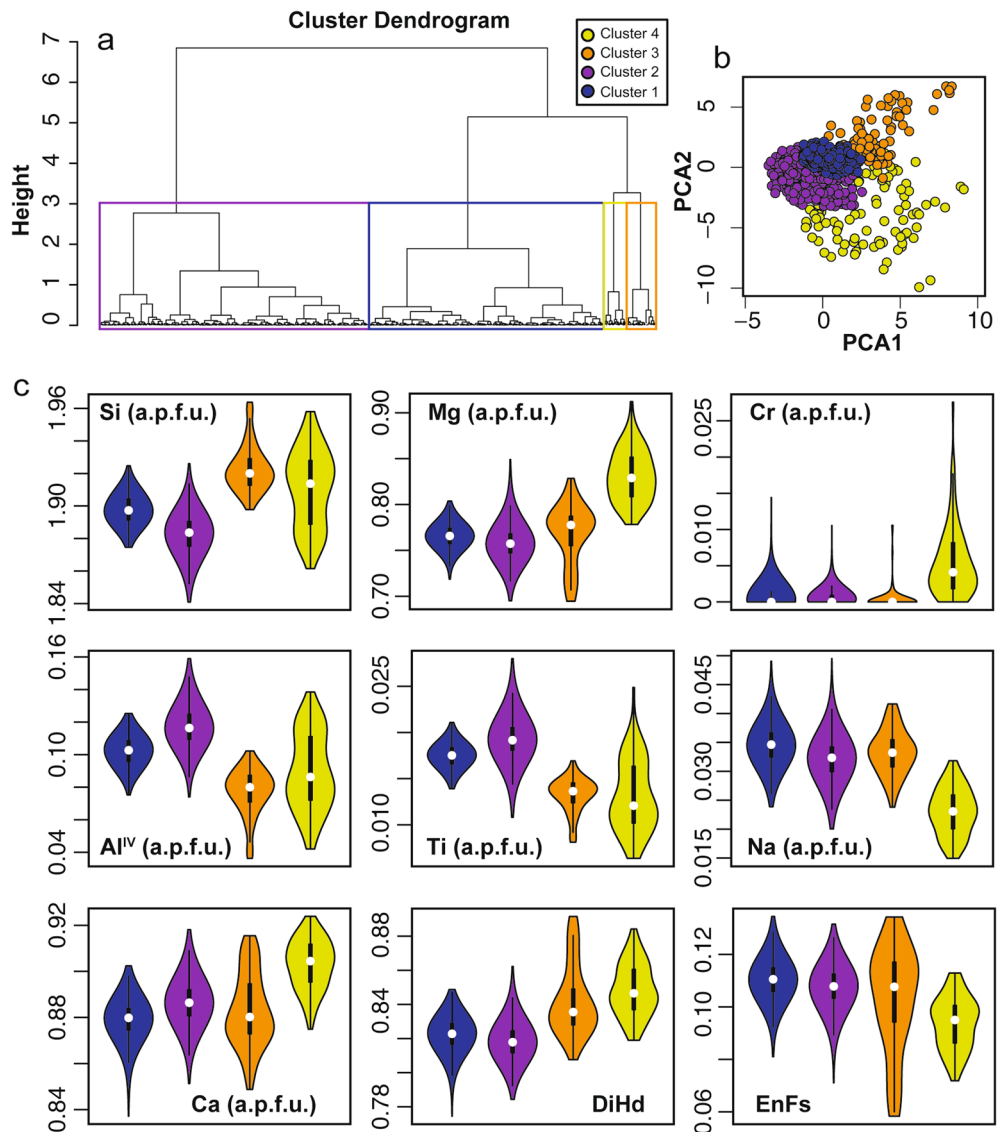 a
Cluster Dendrogram
Cluster 4
Cluster 3
Cluster 2
Cluster 1
Height
7
6
5
4
3
2
1
0
b
PCA2
5
0
−5
−10
−5
0
5
10
PCA1
c
Si (a.p.f.u.)
1.96
1.90
1.84
Mg (a.p.f.u.)
0.90
0.80
0.70
Cr (a.p.f.u.)
0.025
0.010
0
0.16
0.10
0.04
AlIV (a.p.f.u.)
0.025
0.010
Ti (a.p.f.u.)
0.045
0.030
0.015
Na (a.p.f.u.)
0.92
0.88
0.84
Ca (a.p.f.u.)
0.88
0.84
0.78
DiHd
0.12
0.10
0.06
EnFs